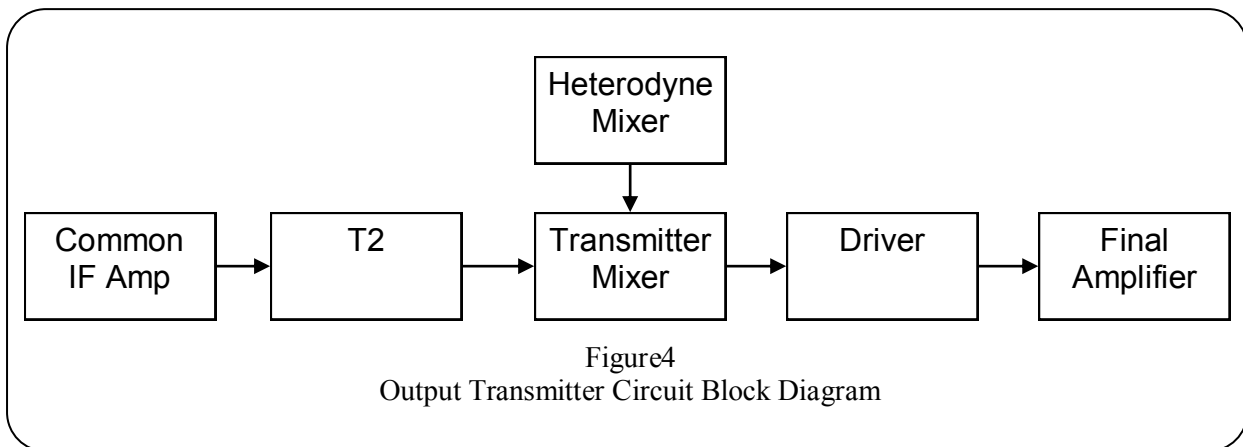 Heterodyne
Mixer
Common
IF Amp
T2
Transmitter
Mixer
Driver
Final
Amplifier
Figure4
Output Transmitter Circuit Block Diagram